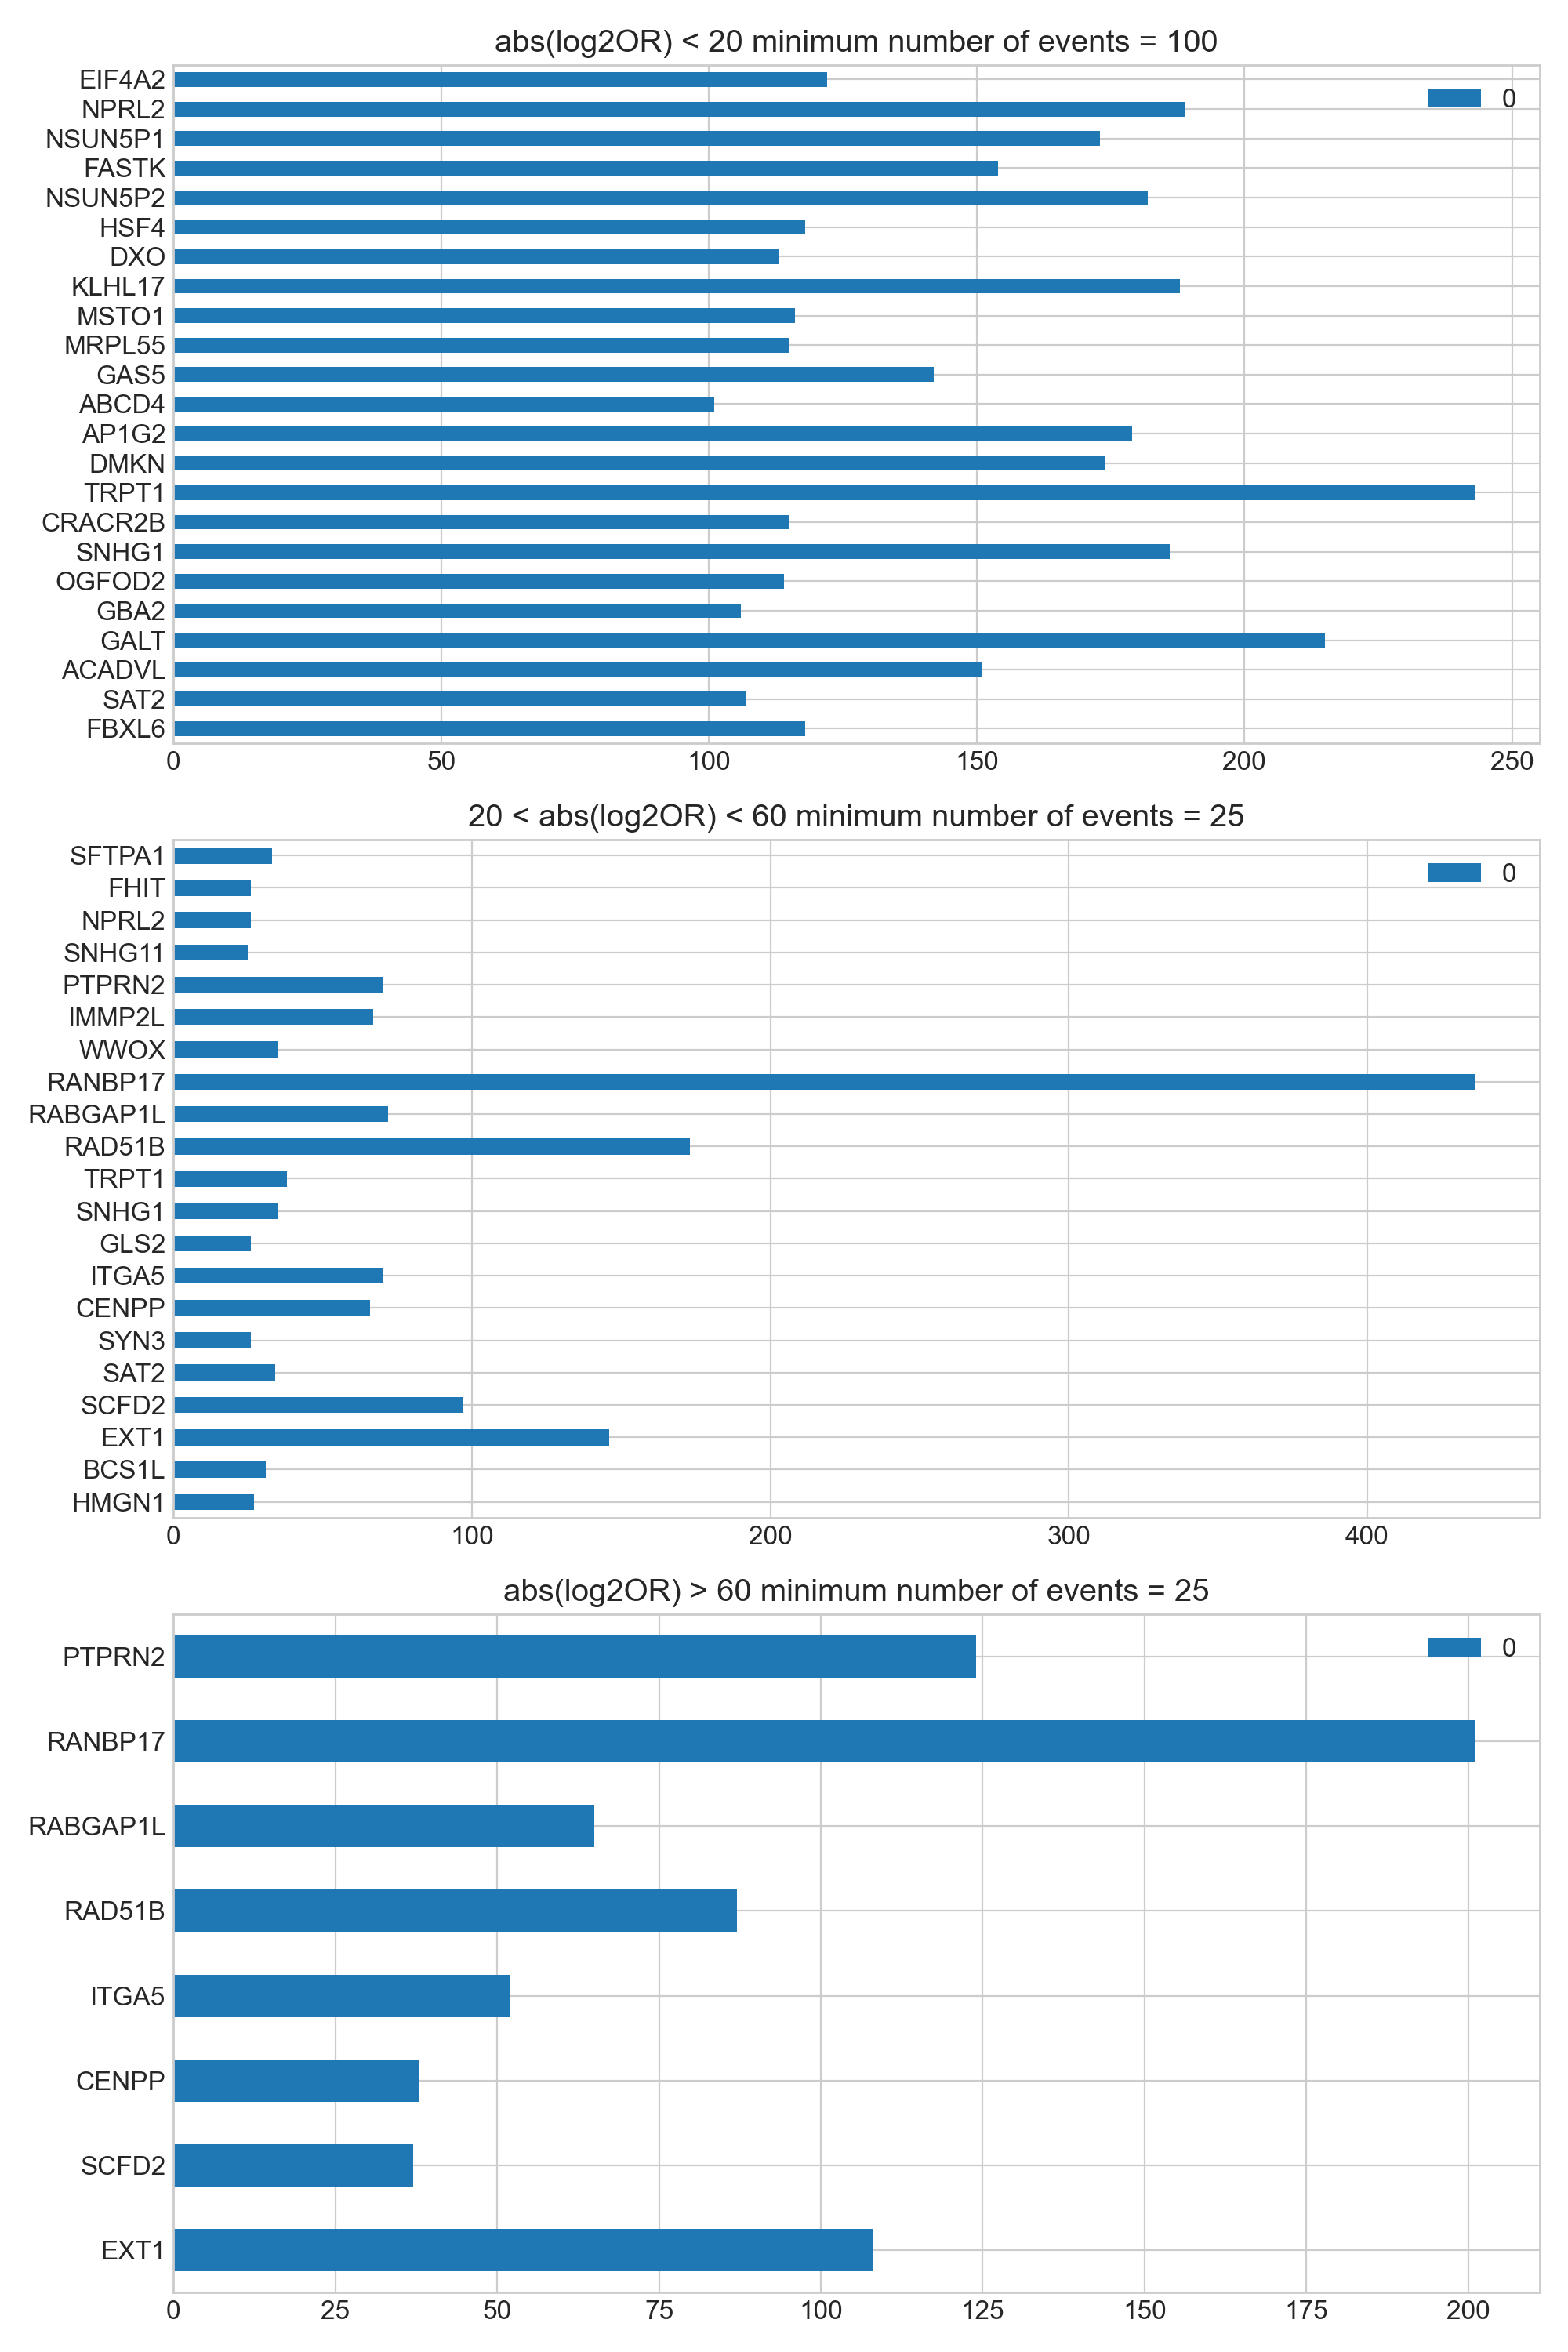 abs(log2OR) < 20 minimum number of events = 100
EIF4A2
0
NPRL2
NSUN5P1
FASTK
NSUN5P2
HSF4
DXO
KLHL17
MSTO1
MRPL55
GAS5
ABCD4
AP1G2
DMKN
TRPT1
CRACR2B
SNHG1
OGFOD2
GBA2
GALT
ACADVL
SAT2
FBXL6
0 50 100 150 200 250
20 < abs(log2OR) < 60 minimum number of events = 25
SFTPA1
0
FHIT
NPRL2
SNHG11
PTPRN2
IMMP2L
WWOX
RANBP17
RABGAP1L
RAD51B
TRPT1
SNHG1
GLS2
ITGA5
CENPP
SYN3
SAT2
SCFD2
EXT1
BCS1L
HMGN1
0 100 200 300 400
abs(log2OR) > 60 minimum number of events = 25
0
PTPRN2
RANBP17
RABGAP1L
RAD51B
ITGA5
CENPP
SCFD2
EXT1
0 25 50 75 100 125 150 175 200